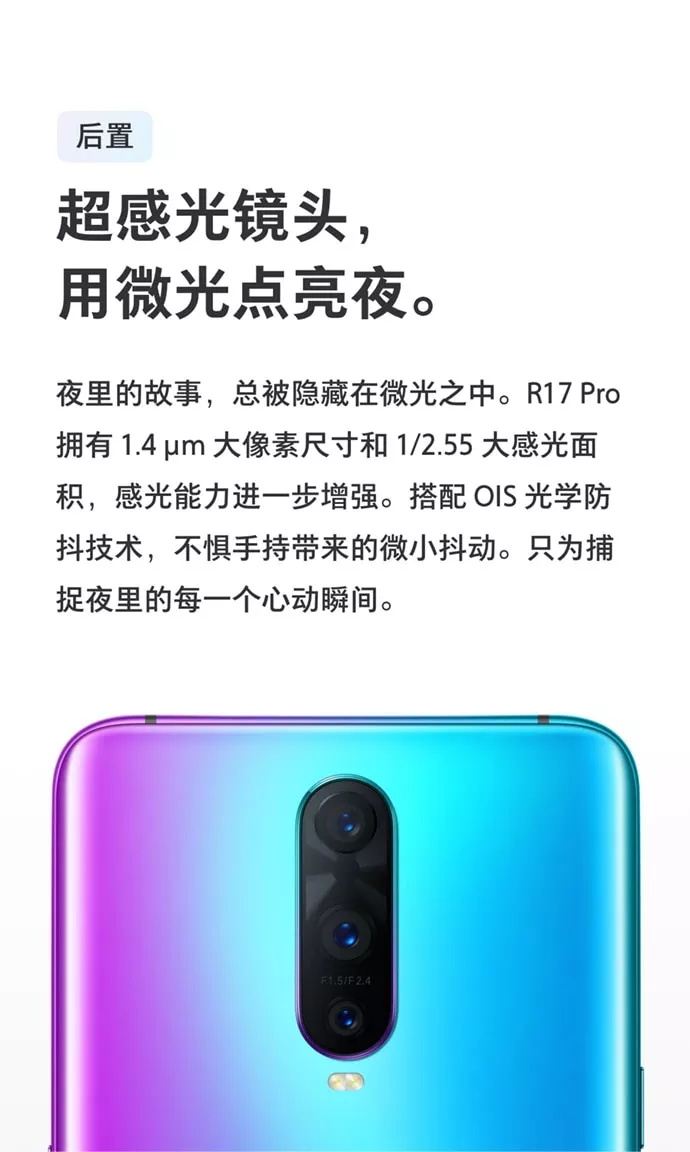 后置
超感光镜头，
用微光点亮夜。
夜里的故事，总被隐藏在微光之中。R17 Pro
拥有 1.4 μm 大像素尺寸和 1/2.55 大感光面
积，感光能力进一步增强。搭配 OIS 光学防
抖技术，不惧手持带来的微小抖动。只为捕
捉夜里的每一个心动瞬间。
F1.5/F2.4